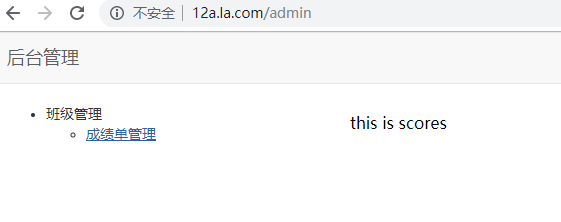 不安全 12a.la.com/admin
后台管理
班级管理
成绩单管理
this is scores